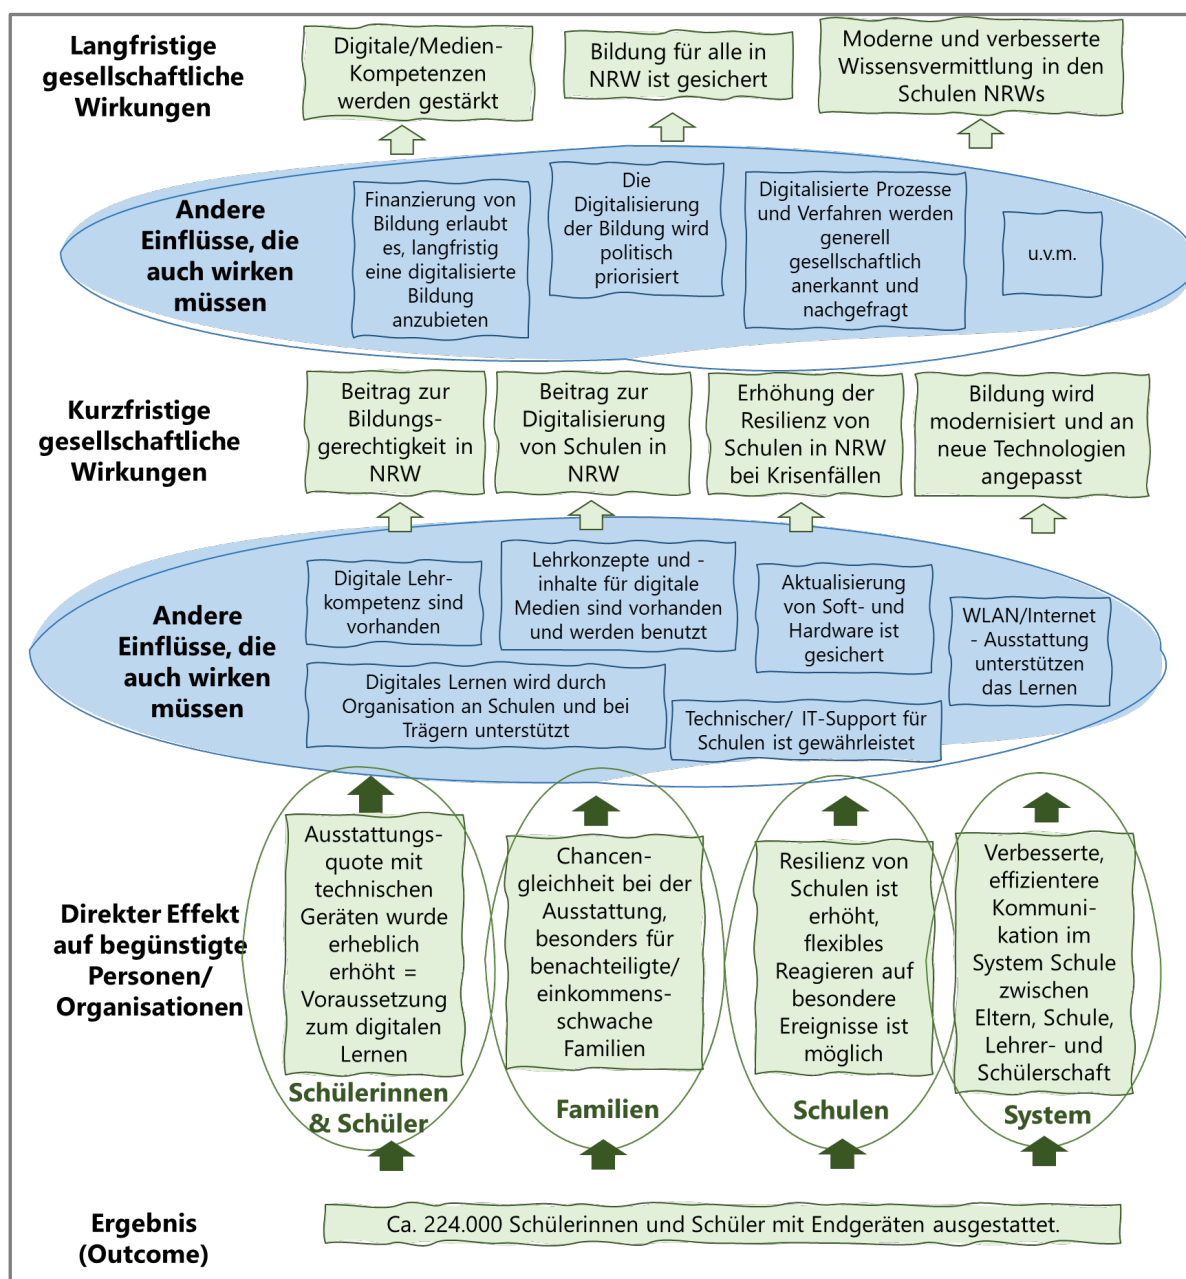 Langfristige
gesellschaftliche
Wirkungen
Digitale/Medien-
Kompetenzen
werden gestärkt
Bildung für alle in
NRW ist gesichert
Moderne und verbesserte
Wissensvermittlung in den
Schulen NRWs
Andere
Einflüsse, die
auch wirken
müssen
Finanzierung von
Bildung erlaubt
es, langfristig
eine digitalisierte
Bildung
anzubieten
Die
Digitalisierung
der Bildung wird
politisch
priorisiert
Digitalisierte Prozesse
und Verfahren werden
generell
gesellschaftlich
anerkannt und
nachgefragt
u.v.m.
Kurzfristige
gesellschaftliche
Wirkungen
Beitrag zur
Bildungs-
gerechtigkeit in
NRW
Beitrag zur
Digitalisierung
von Schulen in
NRW
Erhöhung der
Resilienz von
Schulen in NRW
bei Krisenfällen
Bildung wird
modernisiert und an
neue Technologien
angepasst
Andere
Einflüsse, die
auch wirken
müssen
Digitale Lehr-
kompetenz sind
vorhanden
Lehrkonzepte und -
inhalte für digitale
Medien sind vorhanden
und werden benutzt
Aktualisierung
von Soft- und
Hardware ist
gesichert
WLAN/Internet
- Ausstattung
unterstützen
das Lernen
Digitales Lernen wird durch
Organisation an Schulen und bei
Trägern unterstützt
Technischer/ IT-Support für
Schulen ist gewährleistet
Direkter Effekt
auf begünstigte
Personen/
Organisationen
Ausstattungs-
quote mit
technischen
Geräten wurde
erheblich
erhöht =
Voraussetzung
zum digitalen
Lernen
Schülerinnen
& Schüler
Chancen-
gleichheit bei der
Ausstattung,
besonders für
benachteiligte/
einkommens-
schwache
Familien
Familien
Resilienz von
Schulen ist
erhöht,
flexibles
Reagieren auf
besondere
Ereignisse ist
möglich
Schulen
Verbesserte,
effizientere
Kommuni-
kation im
System Schule
zwischen
Eltern, Schule,
Lehrer- und
Schülerschaft
System
Ergebnis
(Outcome)
Ca. 224.000 Schülerinnen und Schüler mit Endgeräten ausgestattet.